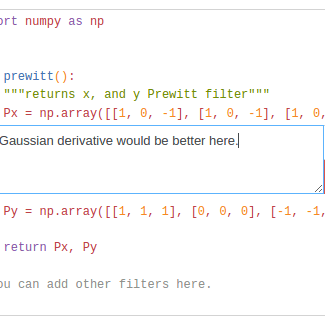 ort numpy as np
prewitt():
"""returns x, and y Prewitt filter"""
Px = np.array([[1, 0, -1], [1, 0, -1], [1, 0,
Gaussian derivative would be better here.
Py = np.array([[1, 1, 1], [0, 0, 0], [-1, -1,
return Px, Py
ou can add other filters here.